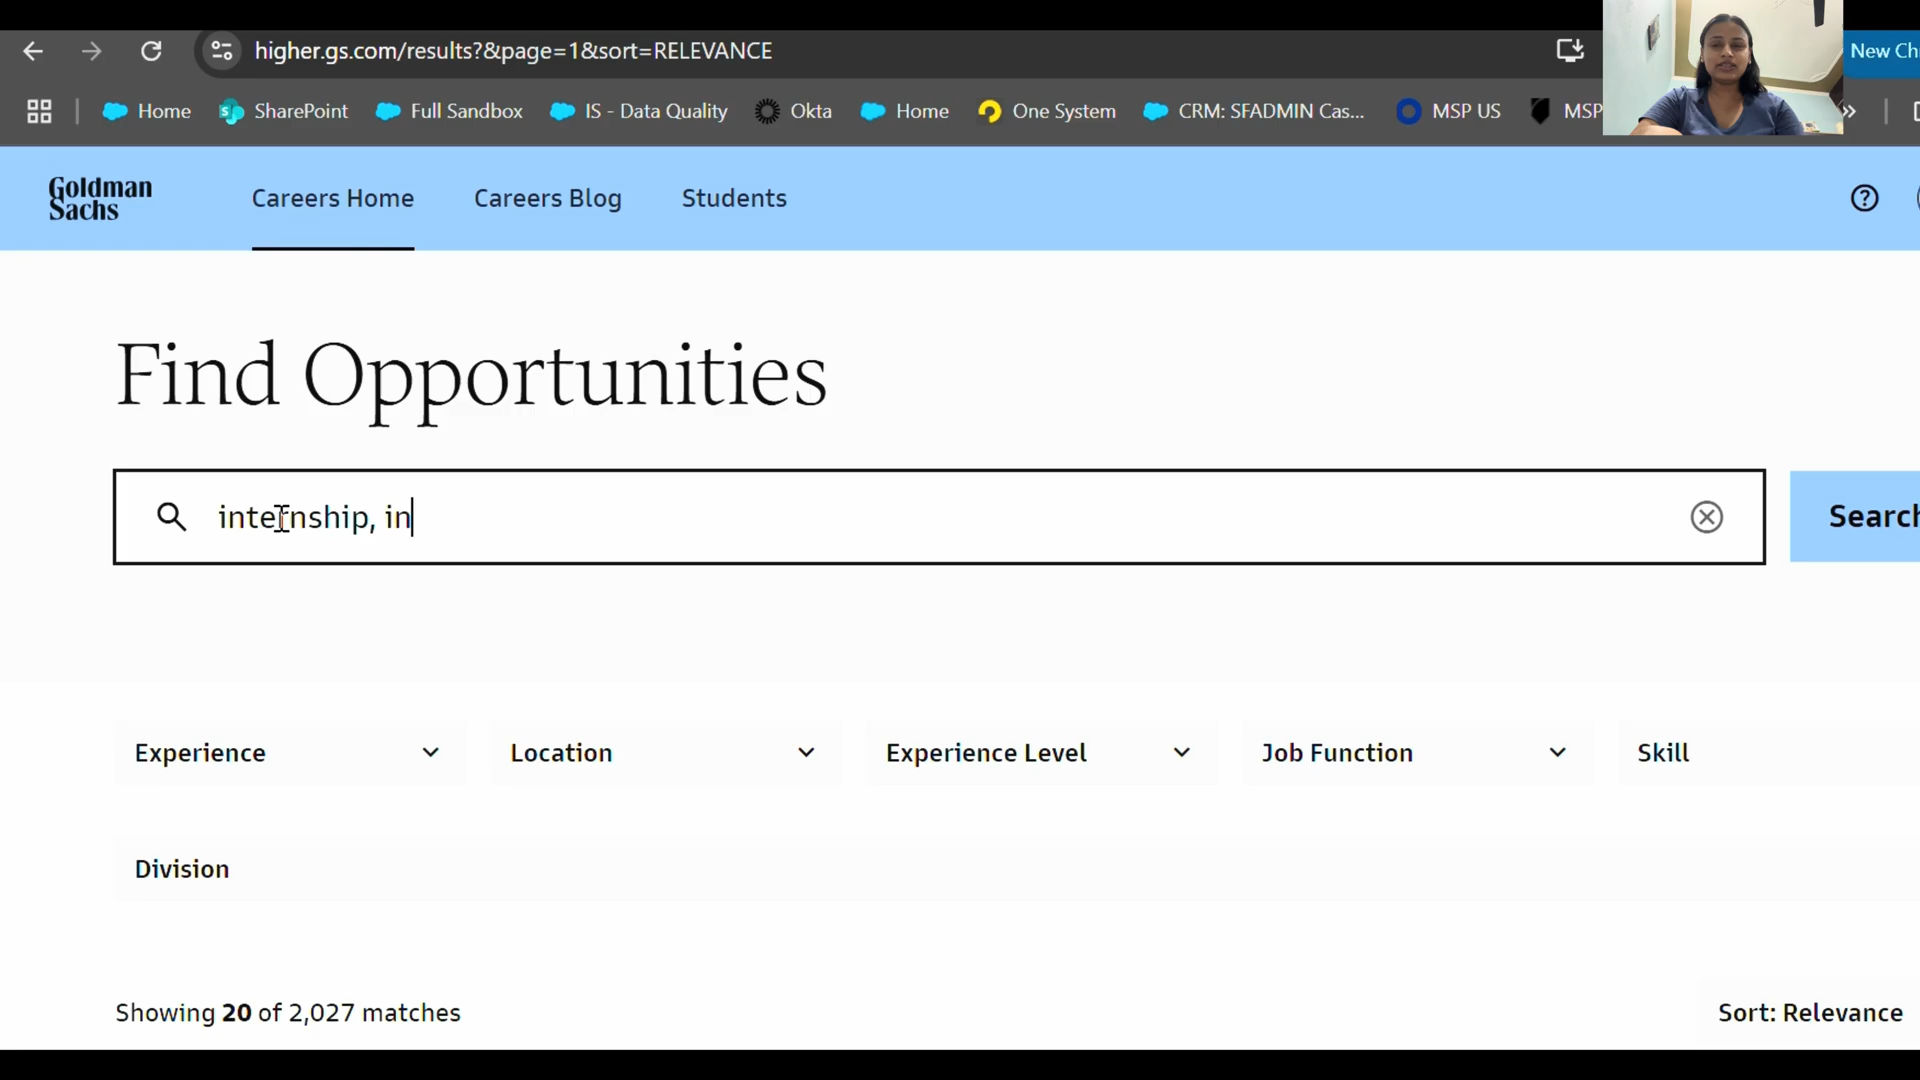 higher.gs.com/results?&page=1&sort=RELEVANCE
New Ch
Home SharePoint Full Sandbox IS - Data Quality Okta Home One System CRM: SFADMIN Cas... MSP US MSP
Goldman
Sachs
Careers Home Careers Blog Students
Find Opportunities
internship, in
Search
Experience Location Experience Level Job Function Skill
Division
Showing 20 of 2,027 matches
Sort: Relevance